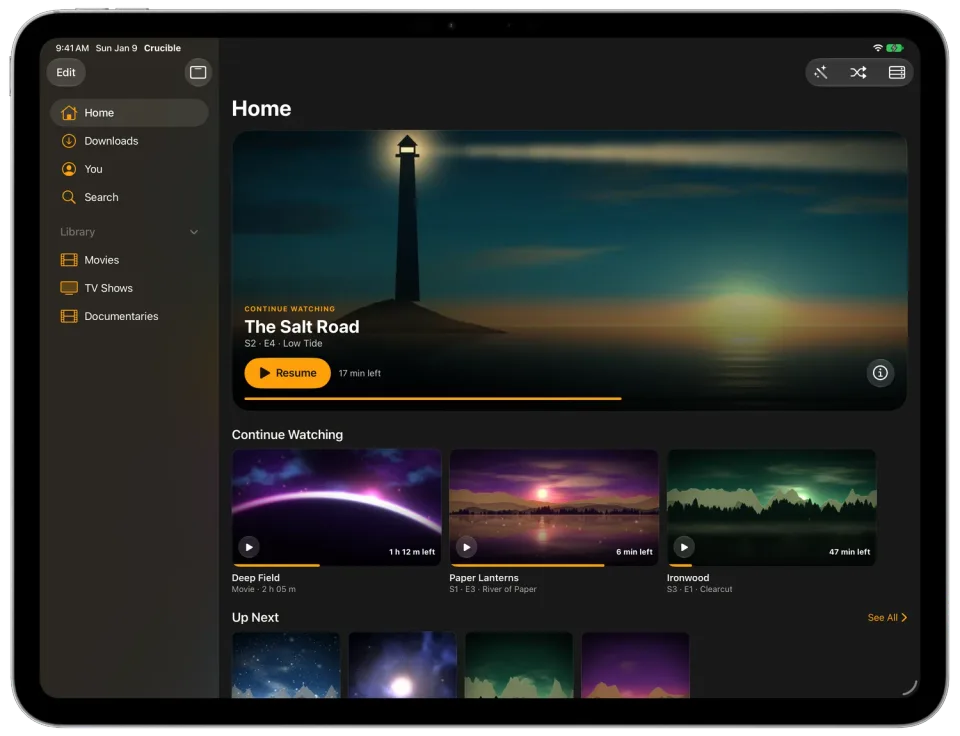 9:41 AM Sun Jan 9 Crucible
Edit
Home
Downloads
You
Search
Library
Movies
TV Shows
Documentaries
Home
CONTINUE WATCHING
The Salt Road
S2 · E4 · Low Tide
Resume
17 min left
Continue Watching
1 h 12 m left
Deep Field
Movie · 2 h 05 m
6 min left
Paper Lanterns
S1 · E3 · River of Paper
47 min left
Ironwood
S3 · E1 · Clearcut
Up Next
See All